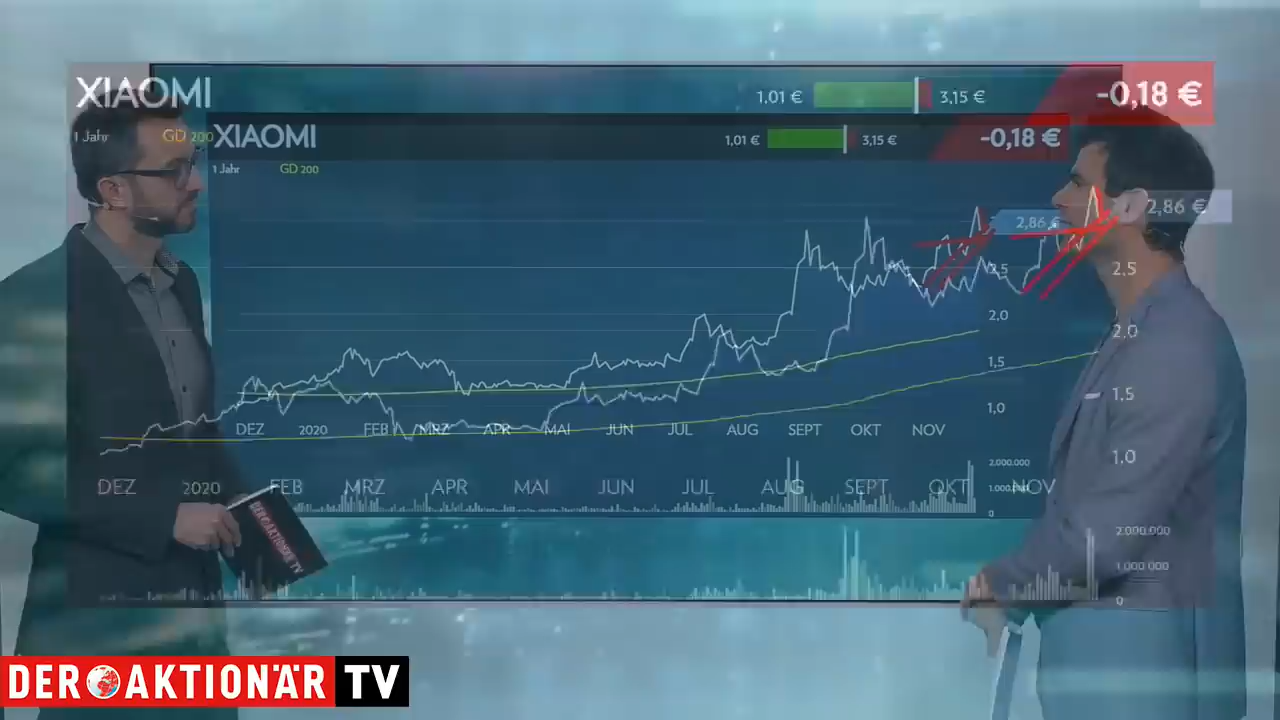 XIAOMI
1,01 € 3,15 € -0,18 €
1 Jahr GD 200
XIAOMI
1,01 € 3,15 € -0,18 €
1 Jahr GD 200
2,86 €
2,86 €
2,5
2,0
1,5
1,0
2,5
2,0
1,5
1,0
DEZ 2020 FEB MRZ APR MAI JUN JUL AUG SEPT OKT NOV
2.000.000
1.000.000
0
DEZ 2020 FEB MRZ APR MAI JUN JUL AUG SEPT OKT NOV
2.000.000
1.000.000
0
DER AKTIONÄR TV
DER AKTIONÄR TV